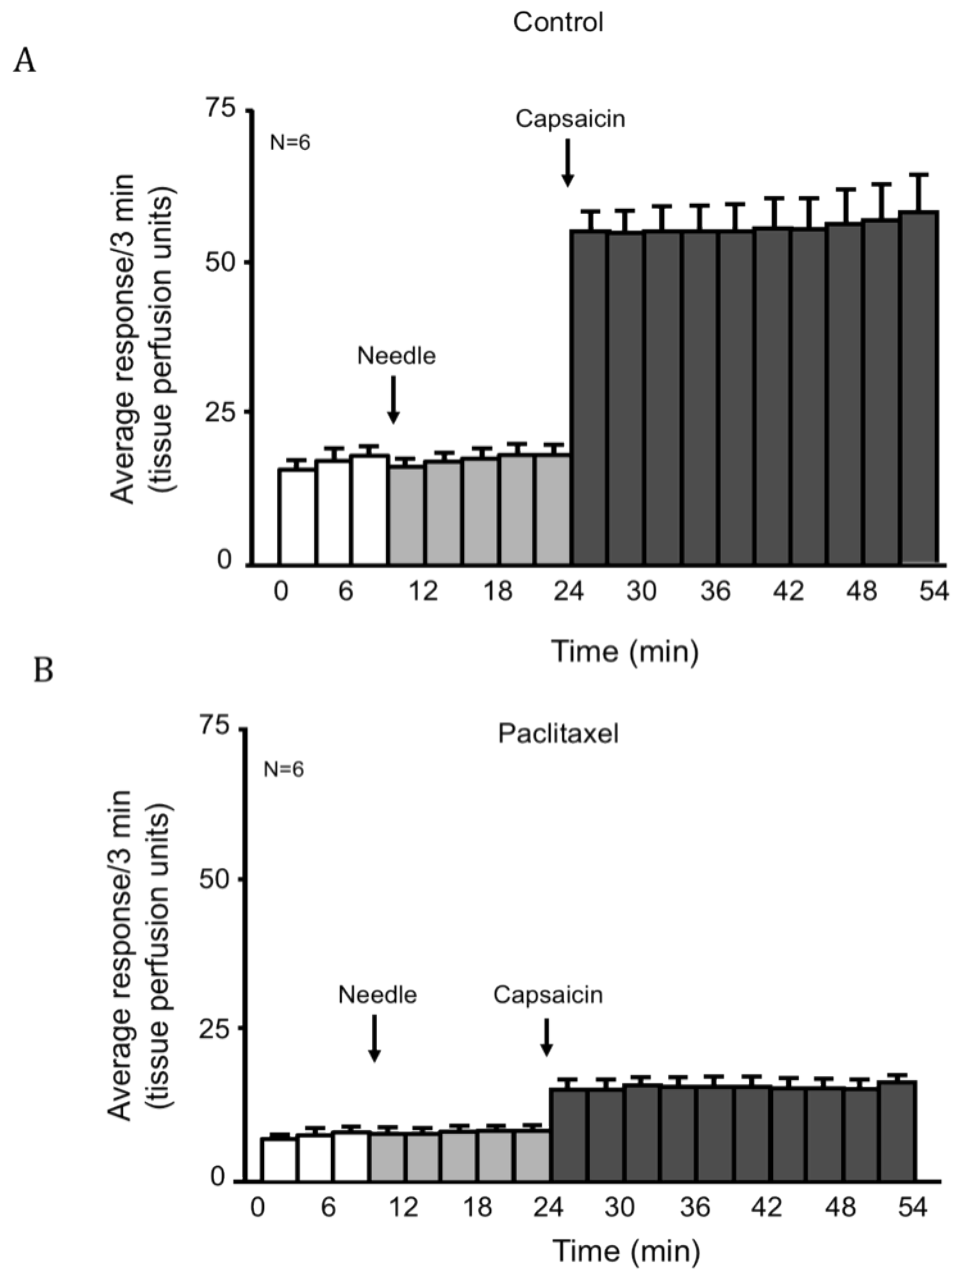 Control
A
75
Capsaicin
N=6
50
Needle
25
0
Average response/3 min
(tissue perfusion units)
0 6 12 18 24 30 36 42 48 54
Time (min)
B
75
Paclitaxel
N=6
50
Needle Capsaicin
25
0
Average response/3 min
(tissue perfusion units)
0 6 12 18 24 30 36 42 48 54
Time (min)